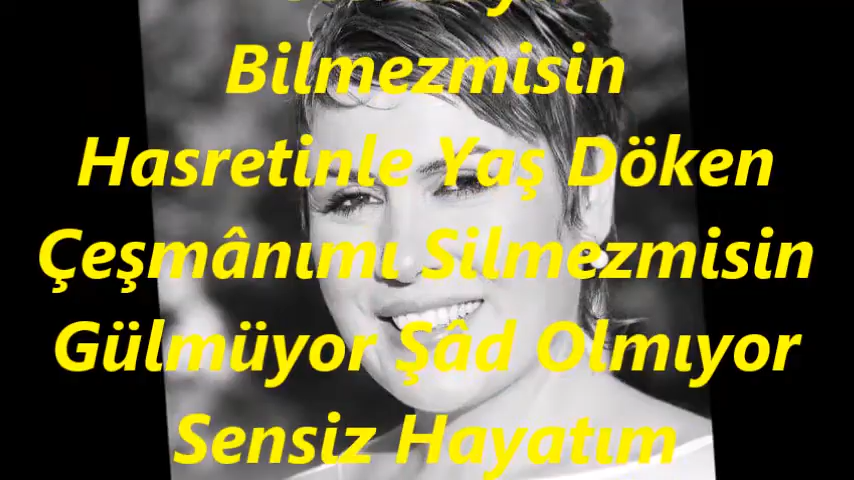 Bilmezmisin
Hasretinle Yaş Döken
Çeşmânımı Silmezmisin
Gülmüyor Şâd Olmıyor
Sensiz Hayatım